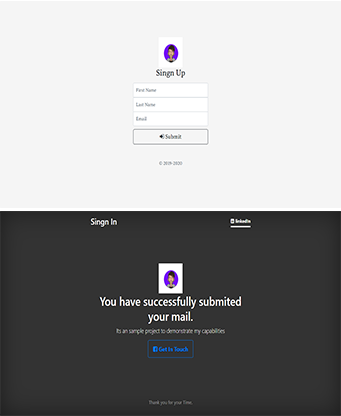 Singn Up
First Name
Last Name
Email
Submit
© 2019-2020
Singn In
linkedIn
You have successfully submited
your mail.
Its an sample project to demonstrate my capabilities
Get In Touch
Thank you for your Time.